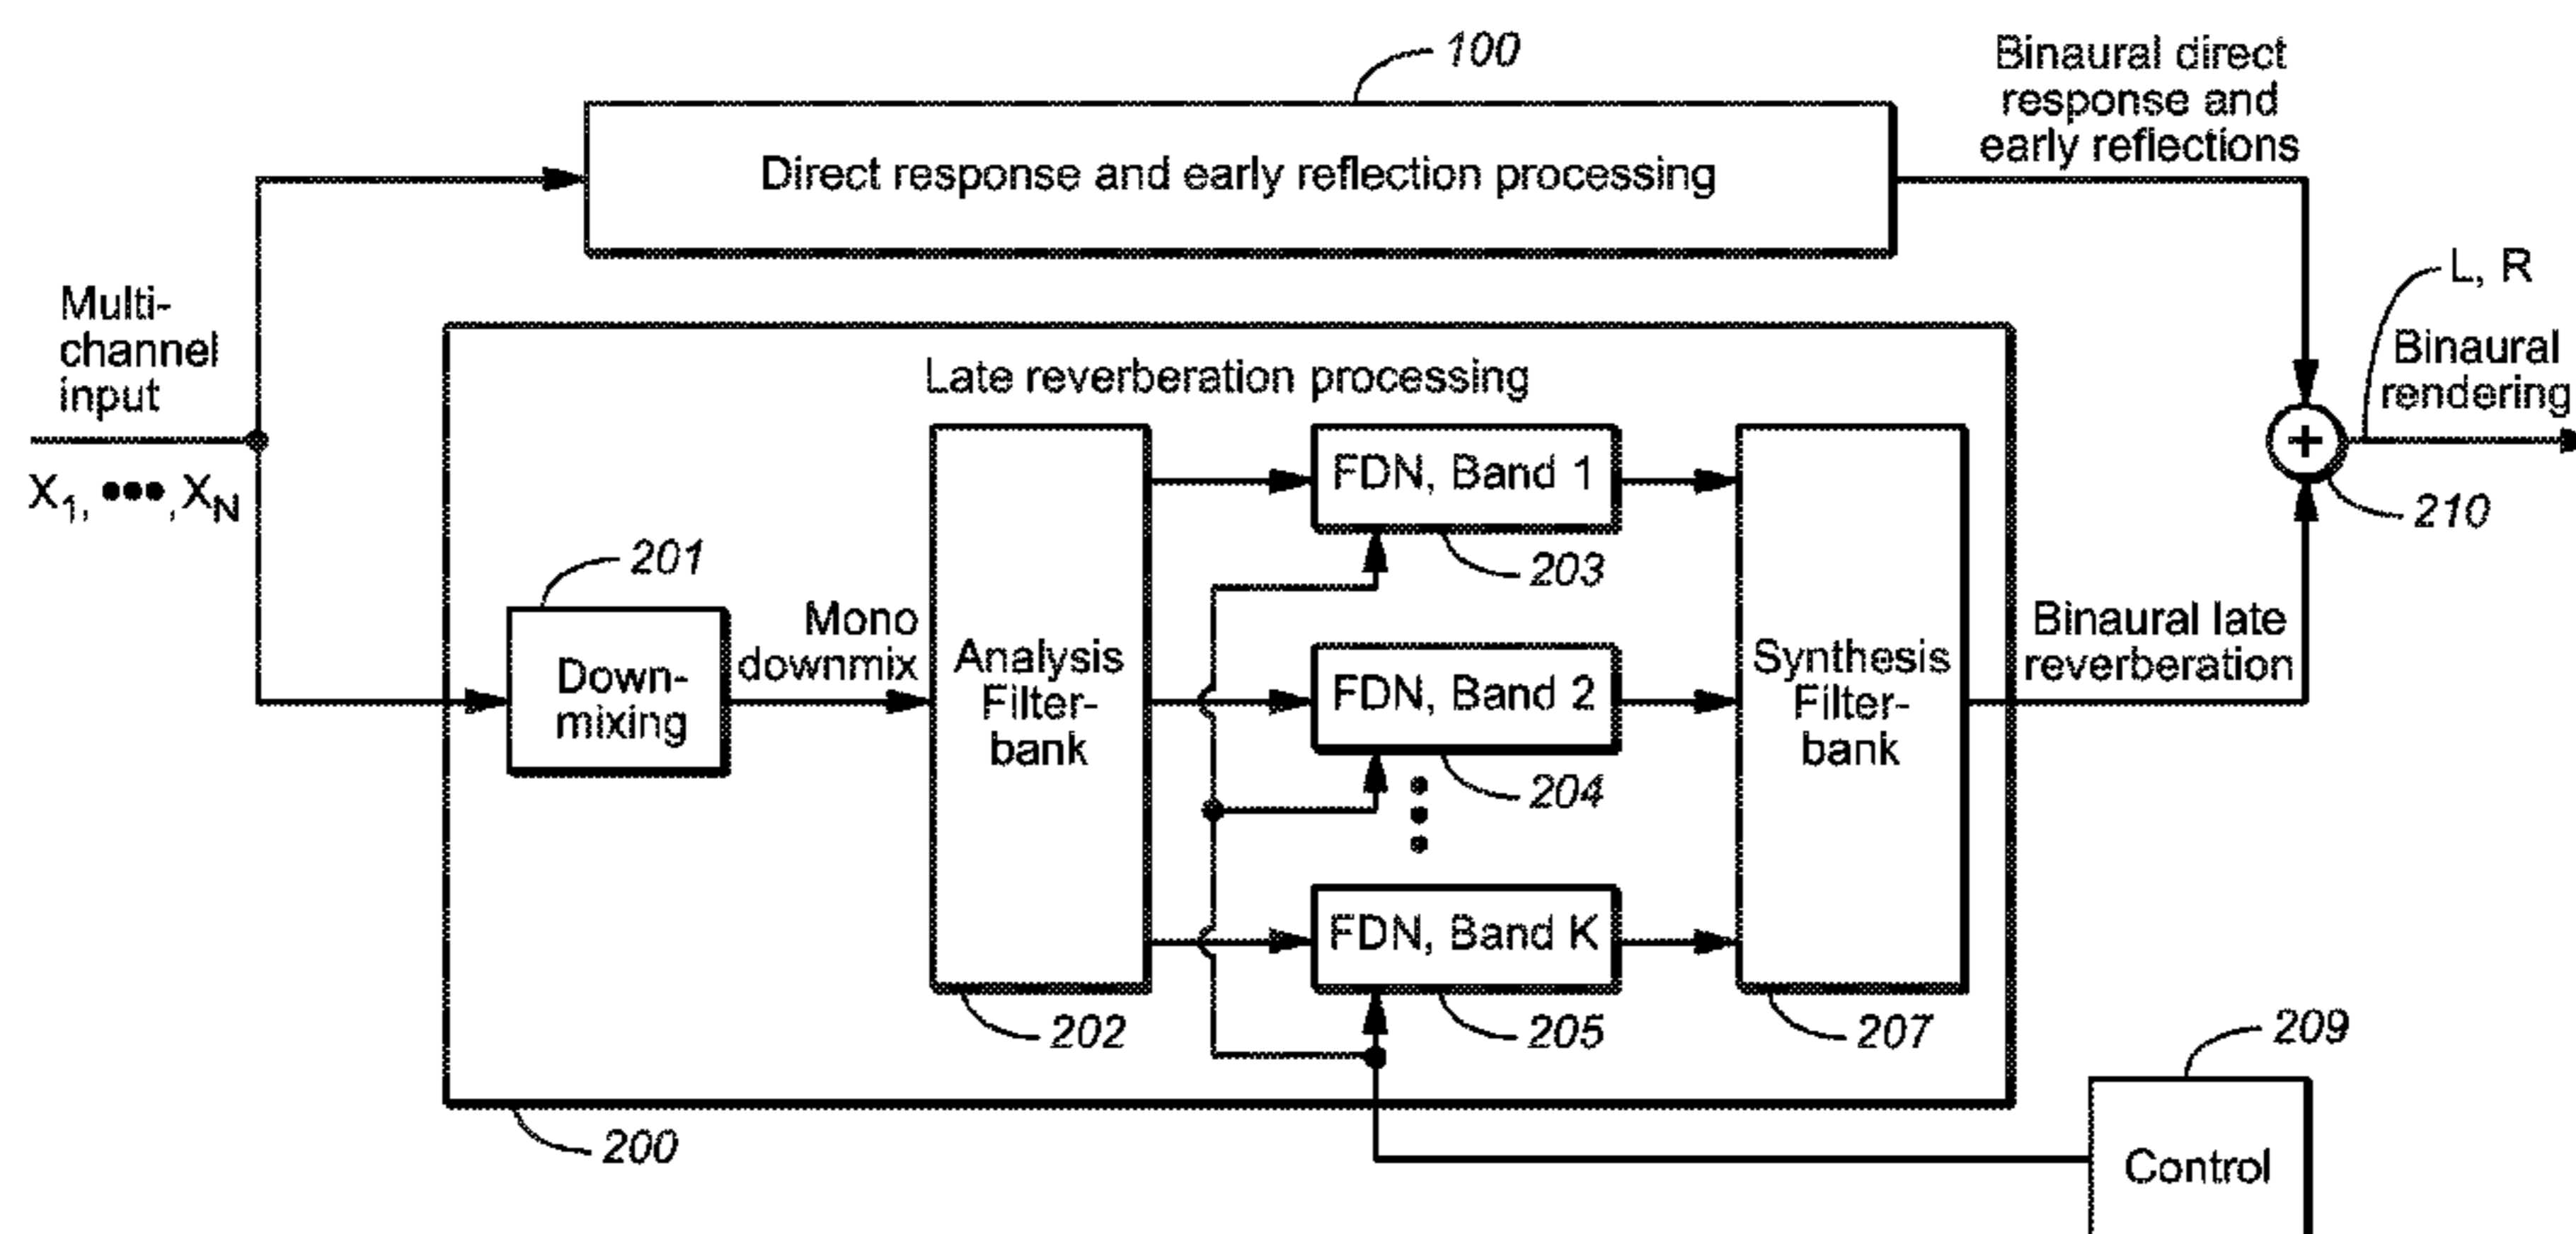 100
Binaural direct
response and
early reflections
Direct response and early reflection processing
L, R
Multi-
channel
input
Binaural
rendering
Late reverberation processing
X1, •••, XN
FDN, Band 1
+
210
201
203
Mono
downmix
Down-
mixing
Analysis
Filter-
bank
FDN, Band 2
Synthesis
Filter-
bank
Binaural late
reverberation
204
FDN, Band K
202
205
207
209
200
Control